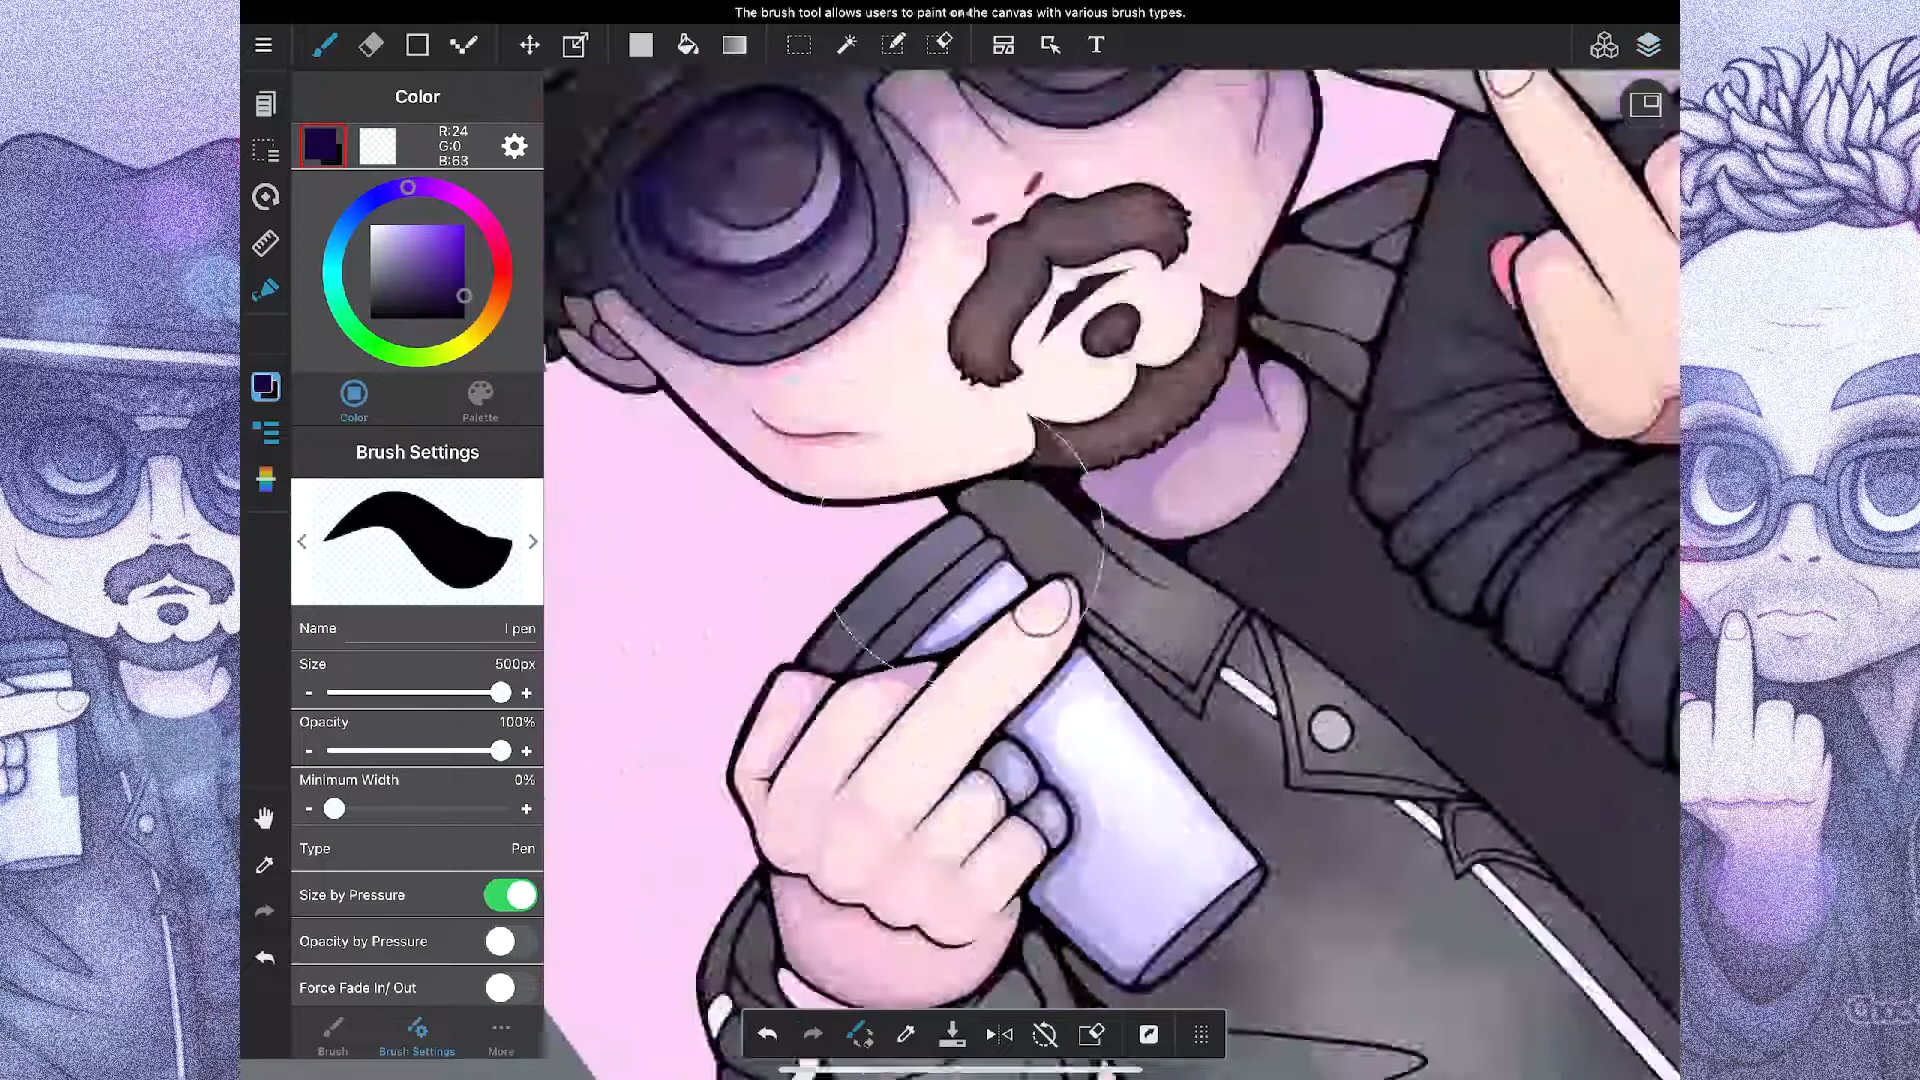 The brush tool allows users to paint on the canvas with various brush types.
T
Color
R:24
G:0
B:63
Color
Palette
Brush Settings
Name
I pen
Size
500px
-
+
Opacity
100%
-
+
Minimum Width
0%
-
+
Type
Pen
Size by Pressure
Opacity by Pressure
Force Fade In/ Out
Brush
Brush Settings
More